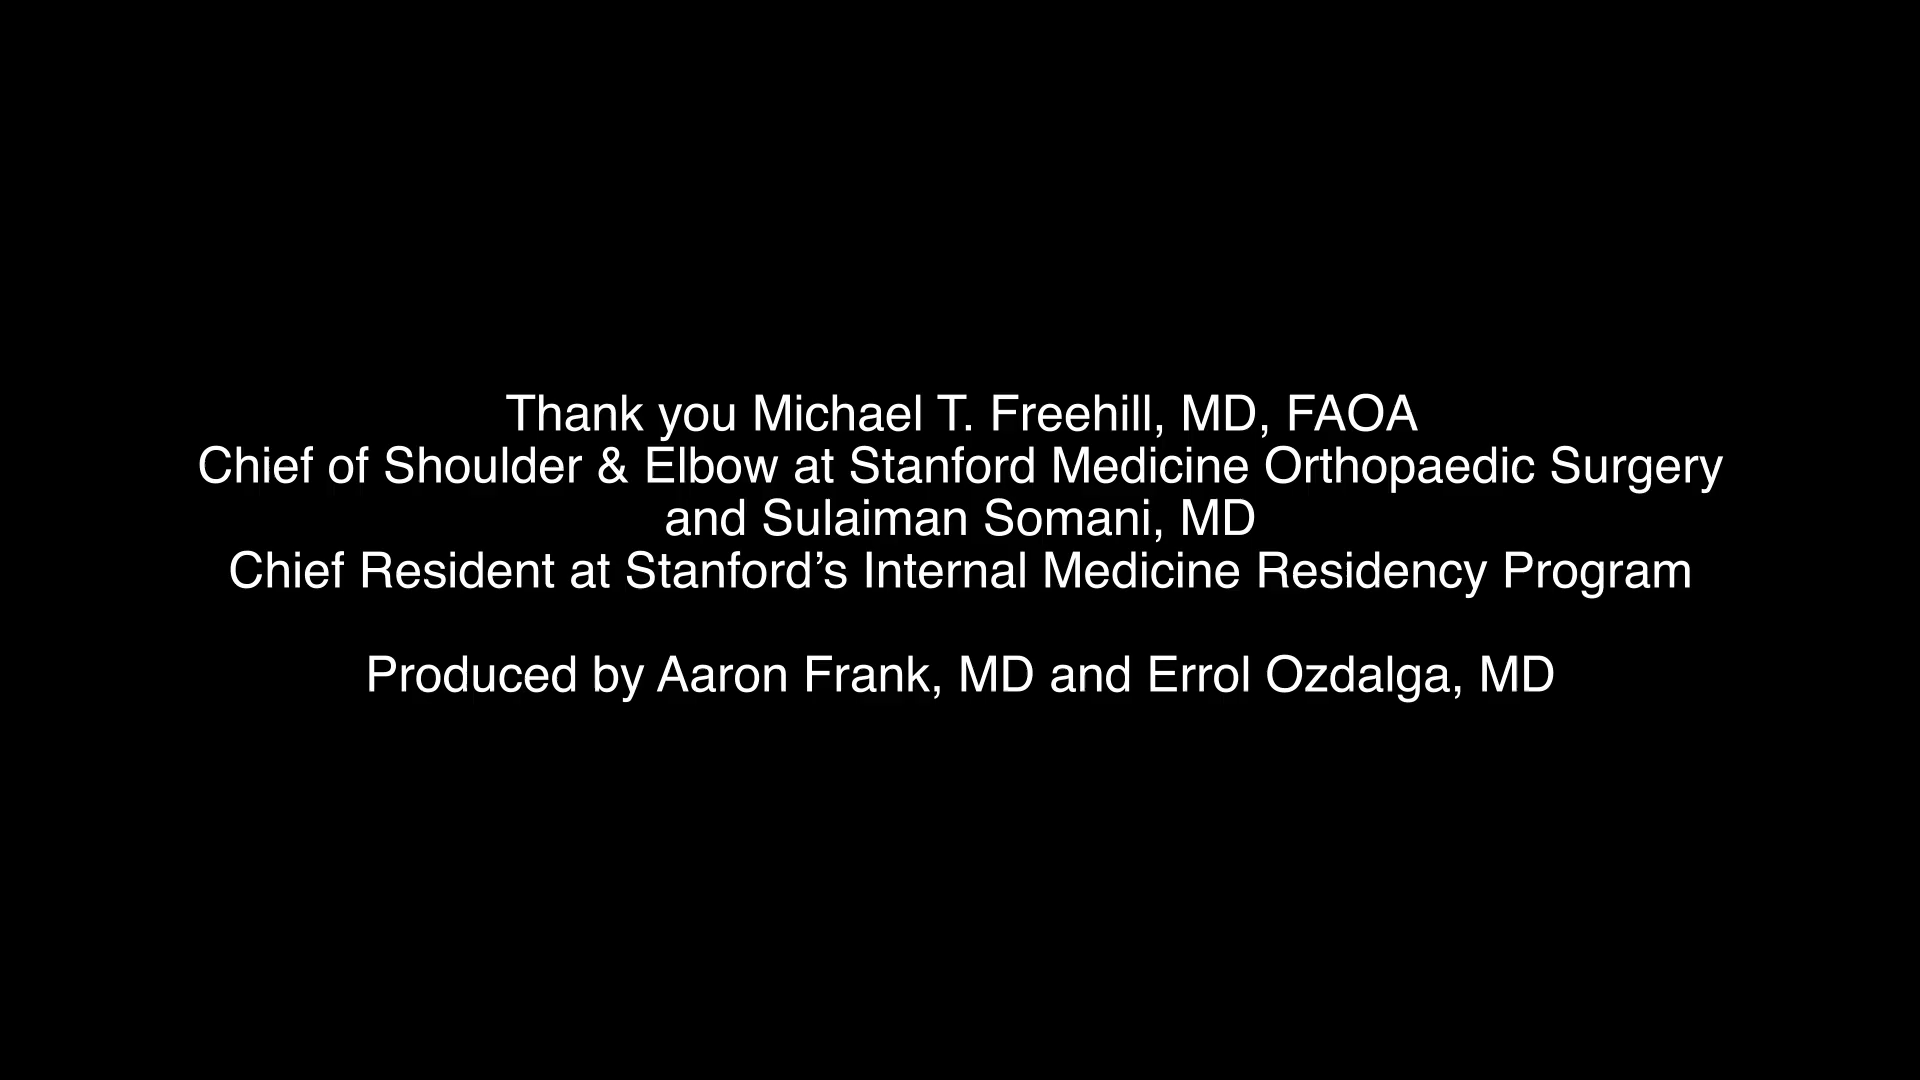 Thank you Michael T. Freehill, MD, FAOA
Chief of Shoulder & Elbow at Stanford Medicine Orthopaedic Surgery
and Sulaiman Somani, MD
Chief Resident at Stanford’s Internal Medicine Residency Program
Produced by Aaron Frank, MD and Errol Ozdalga, MD